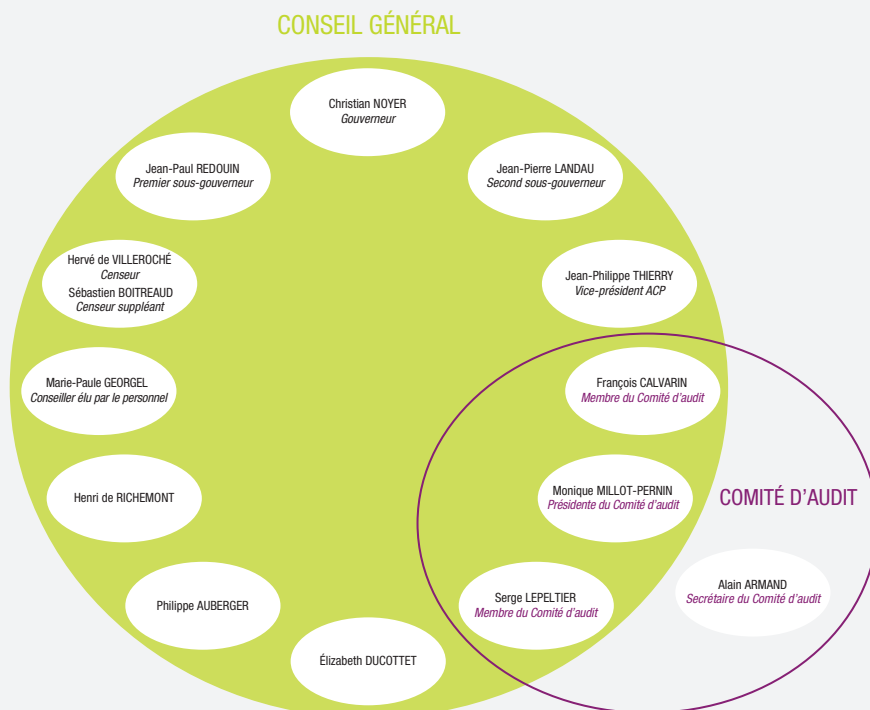 CONSEIL GÉNÉRAL
Christian NOYER
Gouverneur
Jean-Paul REDOUIN
Premier sous-gouverneur
Jean-Pierre LANDAU
Second sous-gouverneur
Hervé de VILLEROCHÉ
Censeur
Sébastien BOITREAUD
Censeur suppléant
Jean-Philippe THIERRY
Vice-président ACP
Marie-Paule GEORGEL
Conseiller élu par le personnel
François CALVARIN
Membre du Comité d'audit
Henri de RICHEMONT
Monique MILLOT-PERNIN
Présidente du Comité d'audit
COMITÉ D'AUDIT
Philippe AUBERGER
Serge LEPELTIER
Membre du Comité d'audit
Alain ARMAND
Secrétaire du Comité d'audit
Élizabeth DUCOTTET